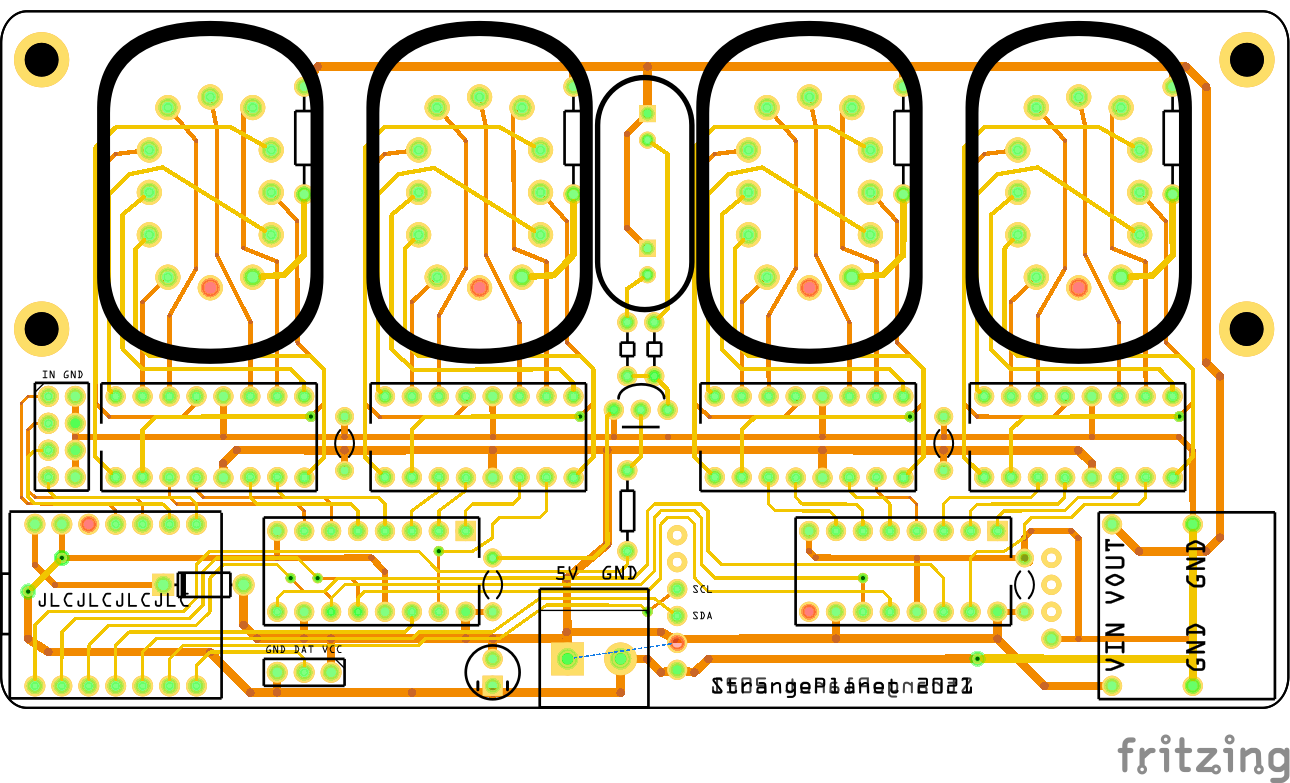 IN GND
5V GND
SCL
JLCJLCJLCJLC
SDA
GND DAT VCC
VOUT
GND
VIN
GND
StrangePlanet 2021
fritzing